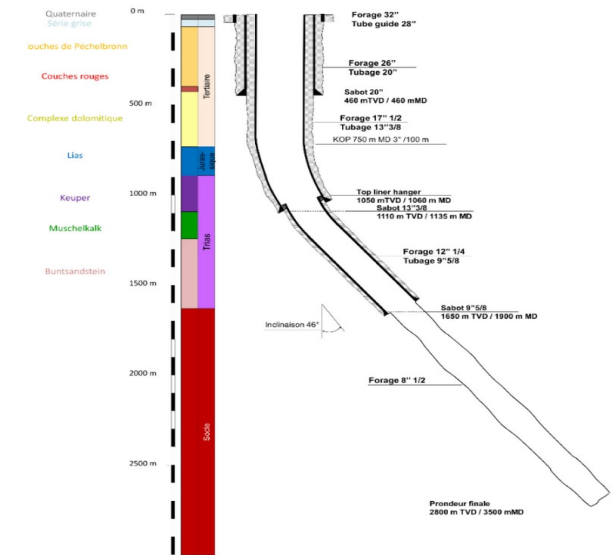 Quaternaire
Série grise
ouches de Péchelbronn
Couches rouges
Complexe dolomitique
Lias
Keuper
Muschelkalk
Buntsandstein
0 m
500 m
1000 m
1500 m
2000 m
2500 m
Tertiaire
Trias
Socle
Forage 32"
Tube guide 28"
Forage 26"
Tubage 20"
Sabot 20"
460 mTVD / 460 mMD
Forage 17" 1/2
Tubage 13"3/8
KOP 750 m MD 3° /100 m
Top liner hanger
1050 mTVD / 1060 m MD
Sabot 13"3/8
1110 m TVD / 1135 m MD
Forage 12" 1/4
Tubage 9"5/8
Sabot 9"5/8
1650 m TVD / 1900 m MD
Inclinaison 46°
Forage 8" 1/2
Prondeur finale
2800 m TVD / 3500 mMD